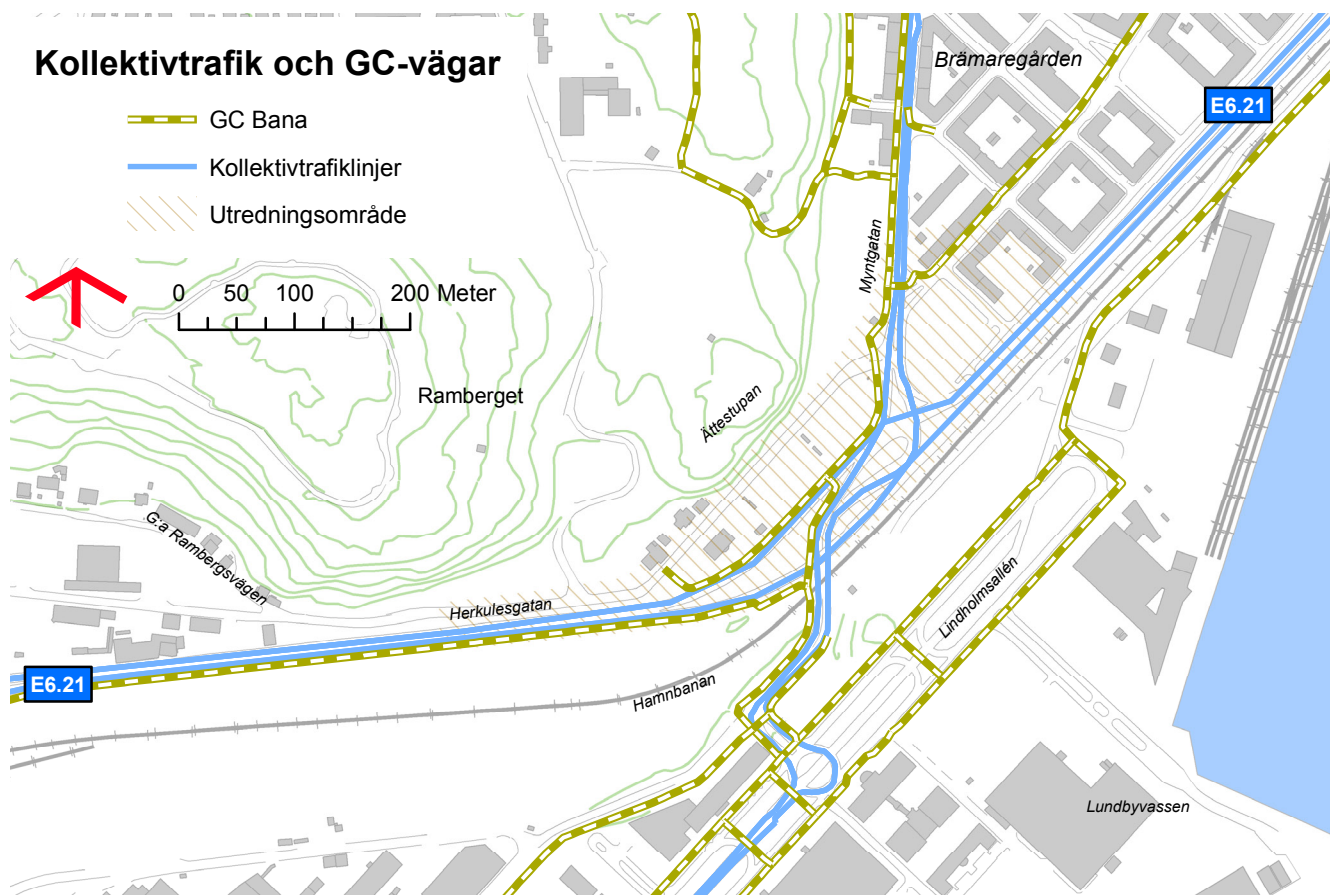 Kollektivtrafik och GC-vägar
GC Bana
Kollektivtrafiklinjer
Utredningsområde
0 50 100 200 Meter
Brämaregården
E6.21
Myntgatan
Ramberget
Ättestupan
G:a Rambergsvägen
Herkulesgatan
Lindholmsallén
E6.21
Hamnbanan
Lundbyvassen